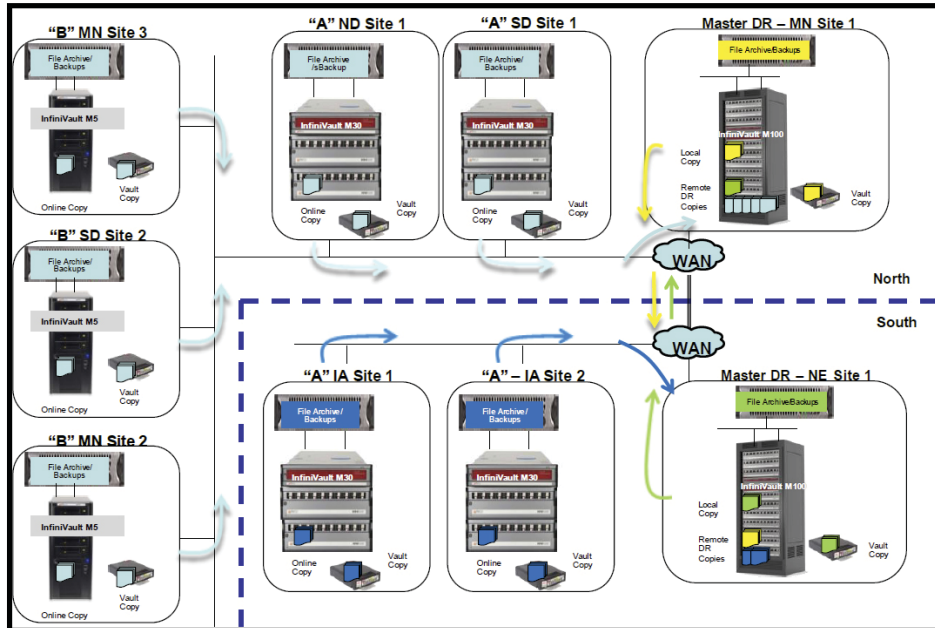 "B" MN Site 3
File Archive/
Backups
InfiniVault M5
Vault
Copy
Online Copy
"B" SD Site 2
File Archive/
Backups
InfiniVault M5
Vault
Copy
Online Copy
"B" MN Site 2
File Archive/
Backups
InfiniVault M5
Vault
Copy
Online Copy
"A" ND Site 1
File Archive
/sBackup
InfiniVault M30
Online
Copy
Vault
Copy
"A" SD Site 1
File Archive/
Backups
InfiniVault M30
Online
Copy
Vault
Copy
Master DR – MN Site 1
File Archive/Backups
InfiniVault M100
Local
Copy
Remote
DR
Copies
Vault
Copy
WAN
North
South
WAN
"A" IA Site 1
File Archive/
Backups
InfiniVault M30
Online
Copy
Vault
Copy
"A" – IA Site 2
File Archive/
Backups
InfiniVault M30
Online
Copy
Vault
Copy
Master DR – NE Site 1
File Archive/Backups
InfiniVault M100
Local
Copy
Remote
DR
Copies
Vault
Copy